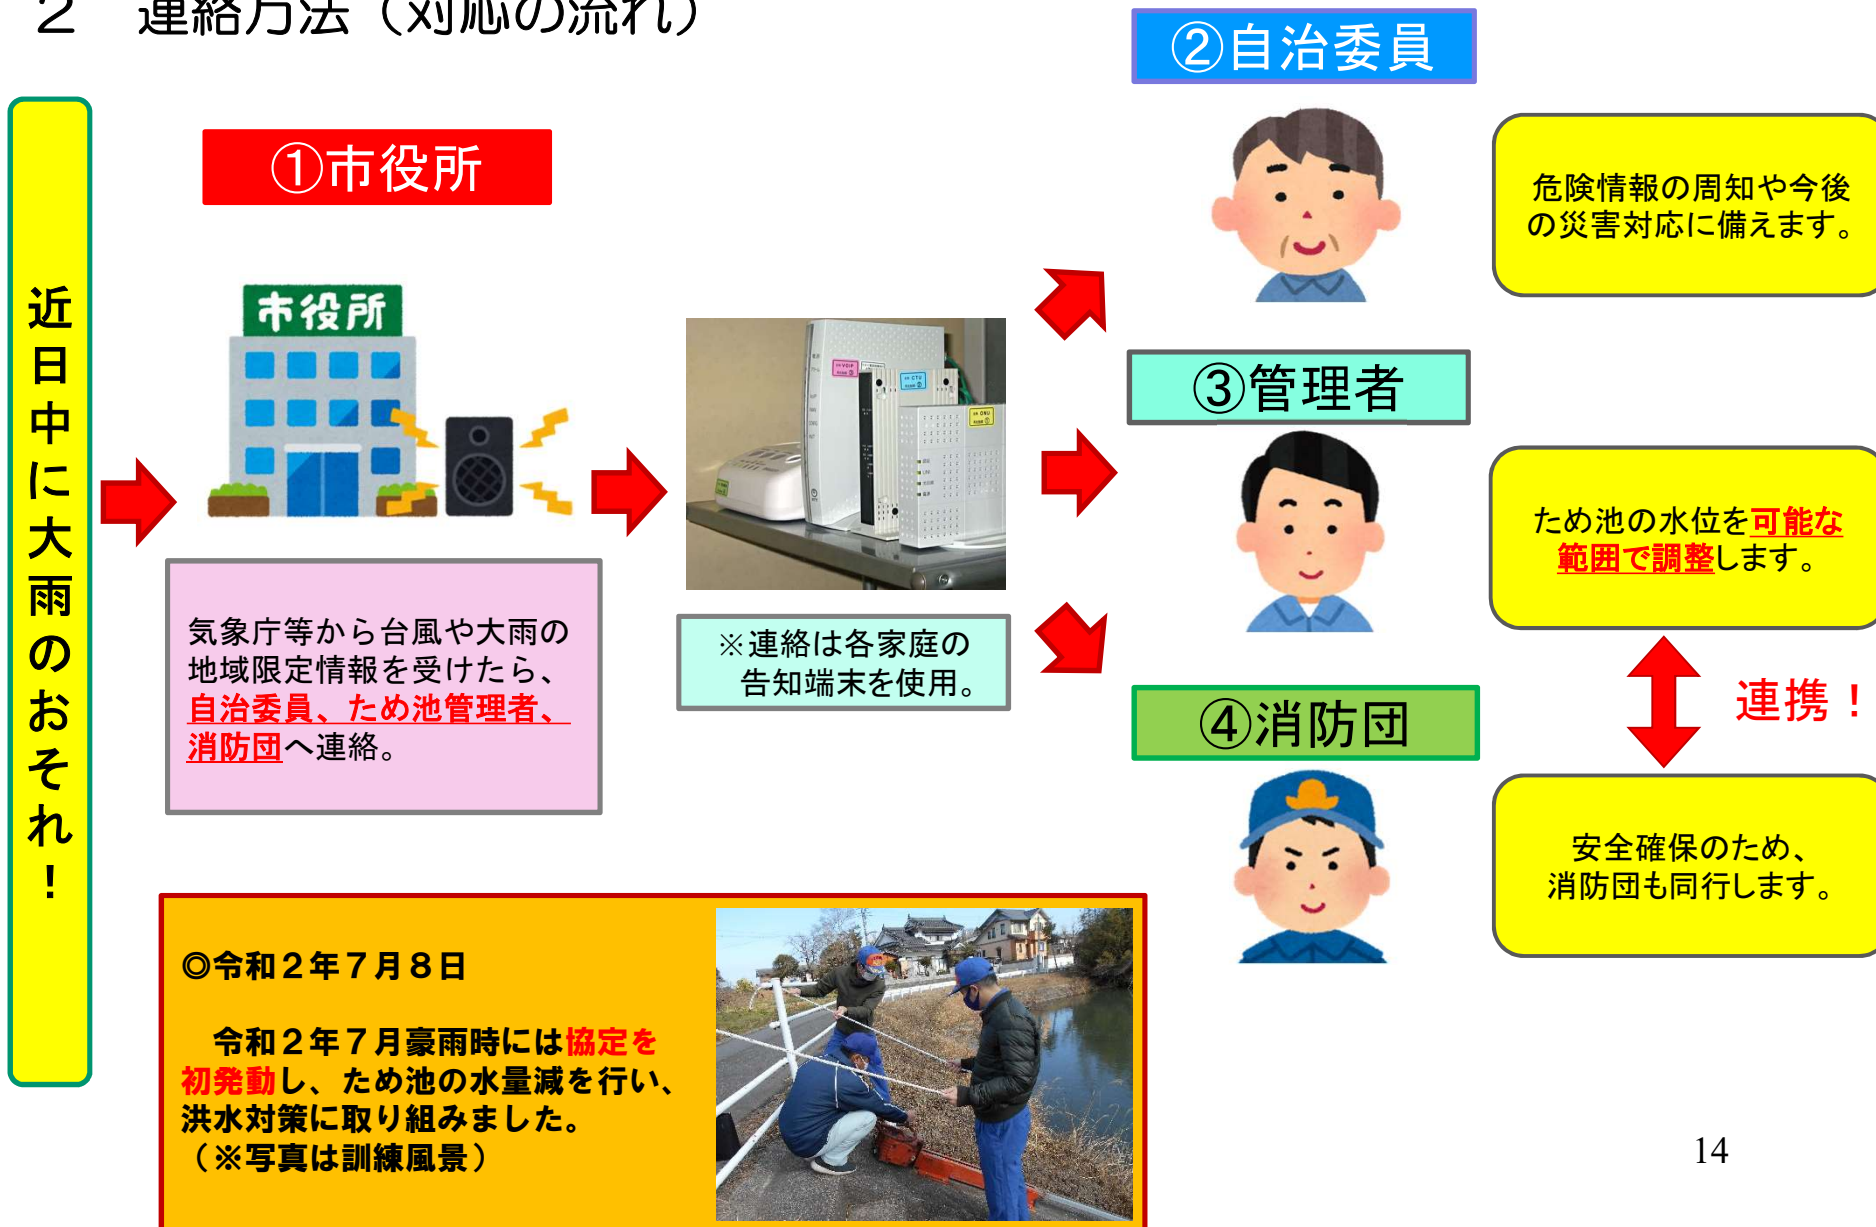 ２　連絡方法（対応の流れ）
近日中に大雨のおそれ！
①市役所
市役所
気象庁等から台風や大雨の
地域限定情報を受けたら、
自治委員、ため池管理者、
消防団へ連絡。
※連絡は各家庭の
告知端末を使用。
②自治委員
危険情報の周知や今後
の災害対応に備えます。
③管理者
ため池の水位を可能な
範囲で調整します。
連携！
④消防団
安全確保のため、
消防団も同行します。
◎令和２年７月８日
令和２年７月豪雨時には協定を
初発動し、ため池の水量減を行い、
洪水対策に取り組みました。
（※写真は訓練風景）
14